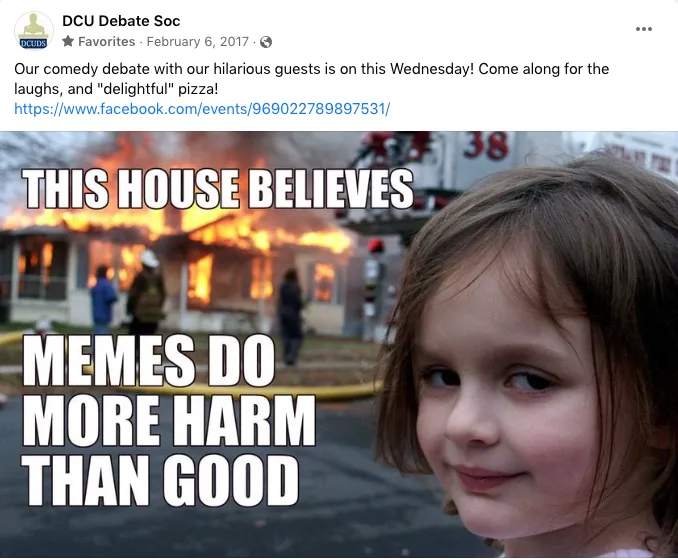 DCU Debate Soc
DCUDS
Favorites · February 6, 2017 ·
Our comedy debate with our hilarious guests is on this Wednesday! Come along for the
laughs, and "delightful" pizza!
https://www.facebook.com/events/969022789897531/
38
THIS HOUSE BELIEVES
MEMES DO
MORE HARM
THAN GOOD